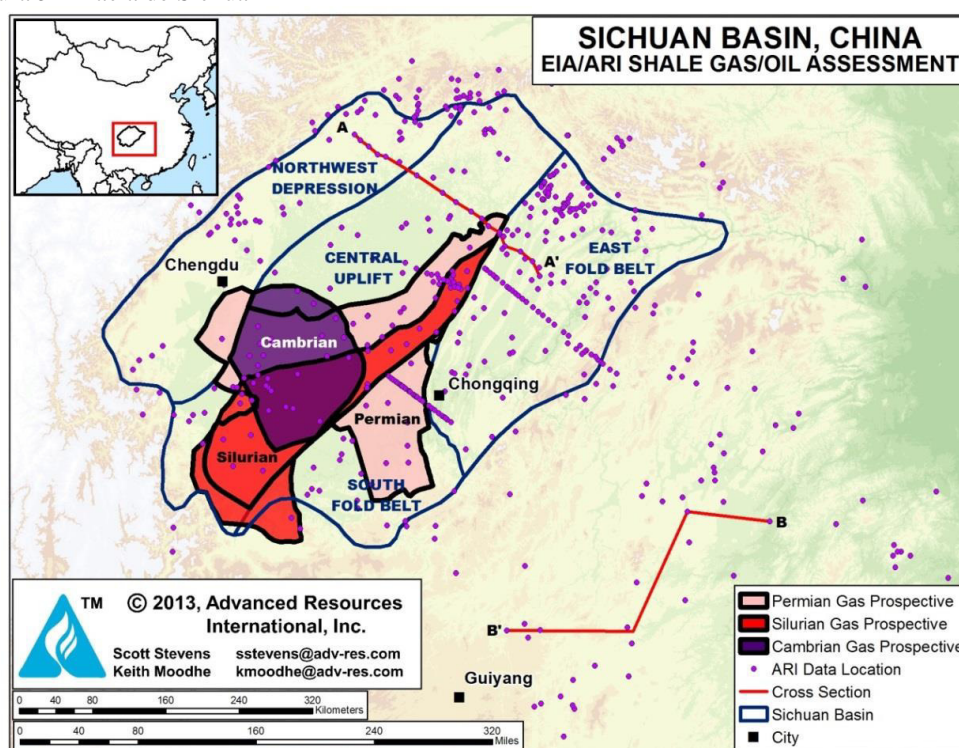 SICHUAN BASIN, CHINA
EIA/ARI SHALE GAS/OIL ASSESSMENT
A
NORTHWEST
DEPRESSION
CENTRAL
UPLIFT
EAST
FOLD BELT
A'
Chengdu
Cambrian
Chongqing
Permian
Silurian
SOUTH
FOLD BELT
B
B'
Guiyang
TM
© 2013, Advanced Resources
International, Inc.
Scott Stevens sstevens@adv-res.com
Keith Moodhe kmoodhe@adv-res.com
0 40 80 160 240 320
Kilometers
0 40 80 160 240 320
Miles
Permian Gas Prospective
Silurian Gas Prospective
Cambrian Gas Prospective
ARI Data Location
Cross Section
Sichuan Basin
City